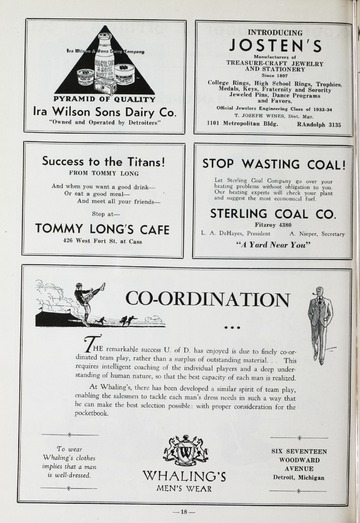 Ira Wilson & Sons Dairy Company
PYRAMID OF QUALITY
Ira Wilson Sons Dairy Co.
"Owned and Operated by Detroiters"
INTRODUCING
JOSTEN'S
Manufacturers of
TREASURE-CRAFT JEWELRY
AND STATIONERY
Since 1897
College Rings, High School Rings, Trophies,
Medals, Keys, Fraternity and Sorority
Jeweled Pins, Dance Programs
and Favors.
Official Jewelers Engineering Class of 1933-34
T. JOSEPH WINES, Dist. Mgr.
1101 Metropolitan Bldg. RAndolph 3135
Success to the Titans!
FROM TOMMY LONG
And when you want a good drink—
Or eat a good meal—
And meet all your friends—
Stop at—
TOMMY LONG'S CAFE
426 West Fort St. at Cass
STOP WASTING COAL!
Let Sterling Coal Company go over your
heating problems without obligation to you.
Our heating experts will check your plant
and suggest the most economical fuel.
STERLING COAL CO.
Fitzroy 4380
L. A. DeHayes, President A. Nieper, Secretary
"A Yard Near You"
CO-ORDINATION
...
THE remarkable success U. of D. has enjoyed is due to finely co-or-
dinated team play, rather than a surplus of outstanding material. . . This
requires intelligent coaching of the individual players and a deep under-
standing of human nature, so that the best capacity of each man is realized.
At Whaling's, there has been developed a similar spirit of team play,
enabling the salesmen to tackle each man's dress needs in such a way that
he can make the best selection possible: with proper consideration for the
pocketbook.
To wear
Whaling's clothes
implies that a man
is well-dressed.
W
WHALING'S
MEN'S WEAR
SIX SEVENTEEN
WOODWARD
AVENUE
Detroit, Michigan
—18—